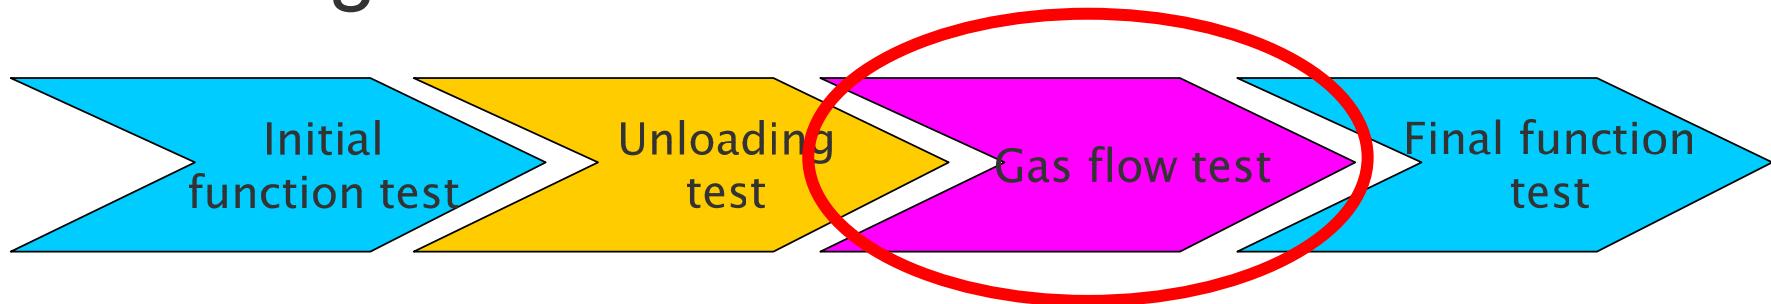 Initial
function test
Unloading
test
Gas flow test
Final function
test